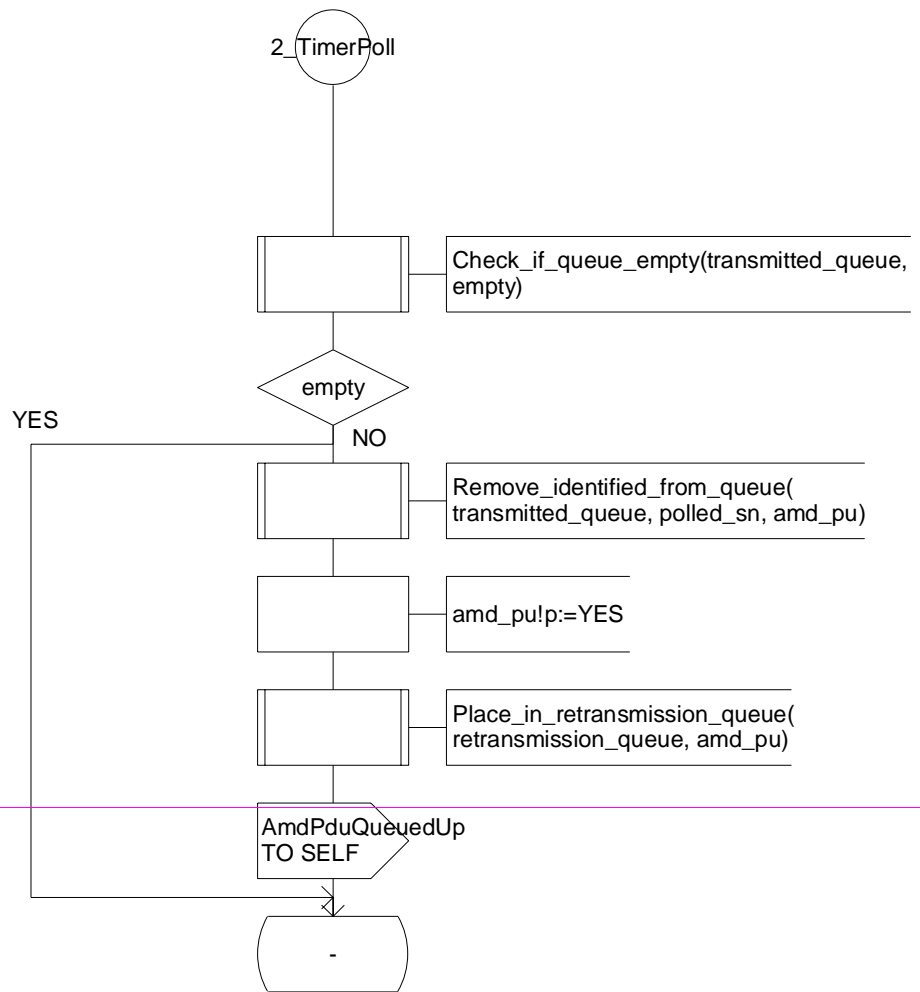 2_TimerPoll
Check_if_queue_empty(transmitted_queue,
empty)
empty
YES
NO
Remove_identified_from_queue(
transmitted_queue, polled_sn, amd_pu)
amd_pu!p:=YES
Place_in_retransmission_queue(
retransmission_queue, amd_pu)
AmdPduQueuedUp
TO SELF
-